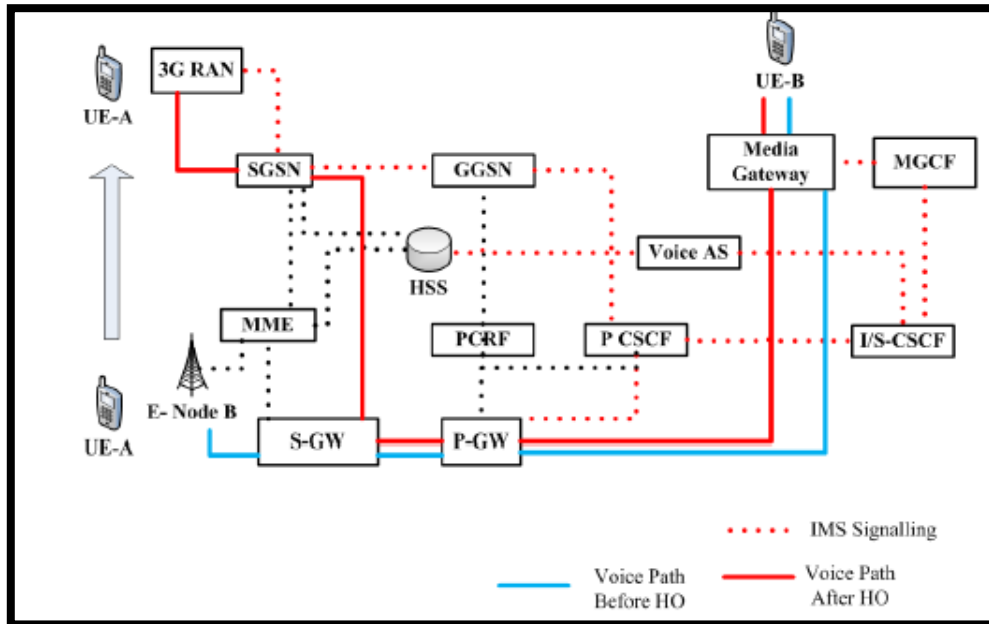 3G RAN
UE-A
UE-B
SGSN
GGSN
Media
Gateway
MGCF
Voice AS
HSS
MME
PCRF
P CSCF
I/S-CSCF
E- Node B
UE-A
S-GW
P-GW
IMS Signalling
Voice Path
Before HO
Voice Path
After HO